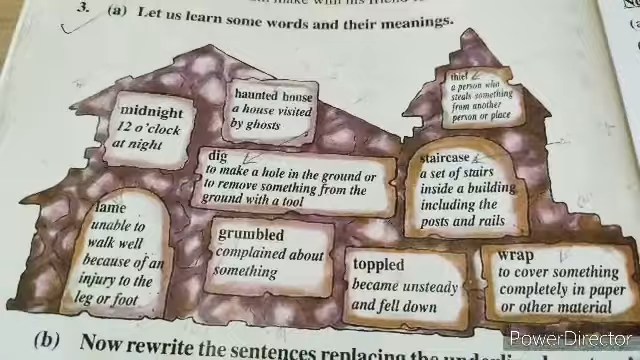 3. (a) Let us learn some words and their meanings.
thief
a person who
steals something
from another
person or place
haunted house
a house visited
by ghosts
midnight
12 o'clock
at night
dig
to make a hole in the ground or
to remove something from the
ground with a tool
staircase
a set of stairs
inside a building,
including the
posts and rails
lame
unable to
walk well
because of an
injury to the
leg or foot
grumbled
complained about
something
toppled
became unsteady
and fell down
wrap
to cover something
completely in paper
or other material
(b) Now rewrite the sentences replacing the
PowerDirector